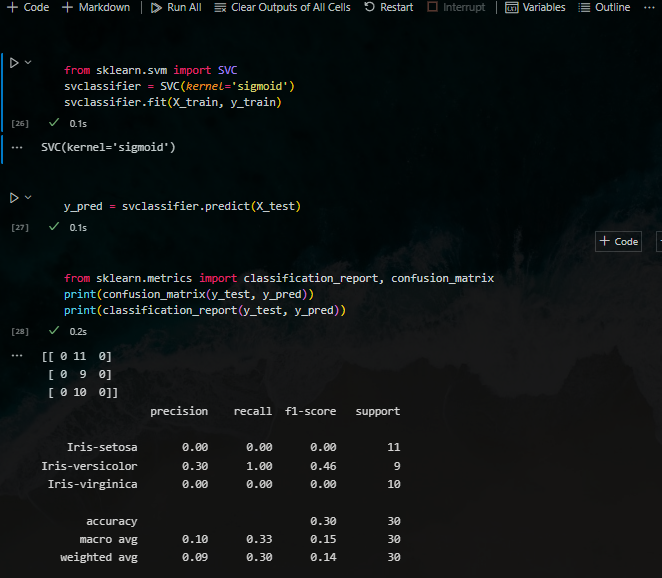 + Code + Markdown | Run All Clear Outputs of All Cells Restart Interrupt | Variables Outline ...
from sklearn.svm import SVC
svclassifier = SVC(kernel='sigmoid')
svclassifier.fit(X_train, y_train)
[26] ✓ 0.1s
... SVC(kernel='sigmoid')
y_pred = svclassifier.predict(X_test)
[27] ✓ 0.1s
+ Code +
from sklearn.metrics import classification_report, confusion_matrix
print(confusion_matrix(y_test, y_pred))
print(classification_report(y_test, y_pred))
[28] ✓ 0.2s
... [[ 0 11 0]
[ 0 9 0]
[ 0 10 0]]
precision recall f1-score support
Iris-setosa 0.00 0.00 0.00 11
Iris-versicolor 0.30 1.00 0.46 9
Iris-virginica 0.00 0.00 0.00 10
accuracy 0.30 30
macro avg 0.10 0.33 0.15 30
weighted avg 0.09 0.30 0.14 30